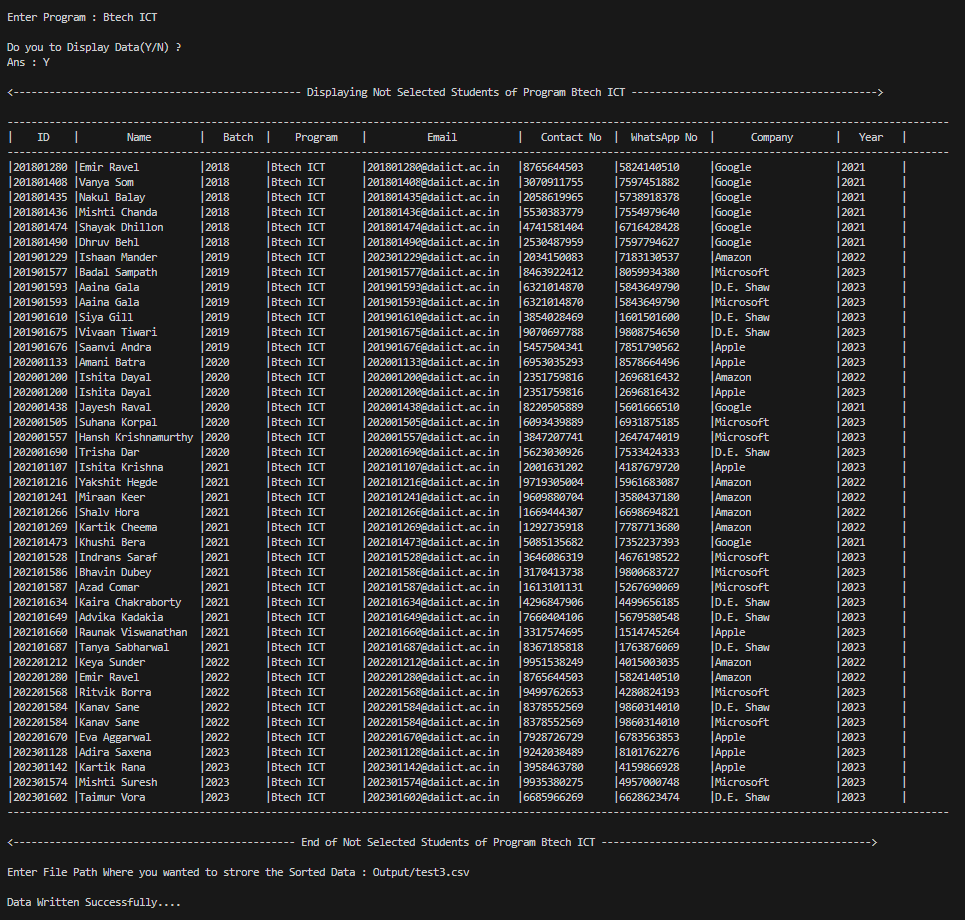 Enter Program : Btech ICT
Do you to Display Data(Y/N) ?
Ans : Y
<------------------------------------------------ Displaying Not Selected Students of Program Btech ICT ----------------------------------------->
------------------------------------------------------------------------------------------------------------------------------------------------------------
| ID | Name | Batch | Program | Email | Contact No | WhatsApp No | Company | Year |
------------------------------------------------------------------------------------------------------------------------------------------------------------
|201801280 |Emir Ravel |2018 |Btech ICT |201801280@daiict.ac.in |8765644503 |5824140510 |Google |2021 |
|201801408 |Vanya Som |2018 |Btech ICT |201801408@daiict.ac.in |3070911755 |7597451882 |Google |2021 |
|201801435 |Nakul Balay |2018 |Btech ICT |201801435@daiict.ac.in |2058619965 |5738918378 |Google |2021 |
|201801436 |Mishti Chanda |2018 |Btech ICT |201801436@daiict.ac.in |5530383779 |7554979640 |Google |2021 |
|201801474 |Shayak Dhillon |2018 |Btech ICT |201801474@daiict.ac.in |4741581404 |6716428428 |Google |2021 |
|201801490 |Dhruv Behl |2018 |Btech ICT |201801490@daiict.ac.in |2530487959 |7597794627 |Google |2021 |
|201901229 |Ishaan Mander |2019 |Btech ICT |202301229@daiict.ac.in |2034150083 |7183130537 |Amazon |2022 |
|201901577 |Badal Sampath |2019 |Btech ICT |201901577@daiict.ac.in |8463922412 |8059934380 |Microsoft |2023 |
|201901593 |Aaina Gala |2019 |Btech ICT |201901593@daiict.ac.in |6321014870 |5843649790 |D.E. Shaw |2023 |
|201901593 |Aaina Gala |2019 |Btech ICT |201901593@daiict.ac.in |6321014870 |5843649790 |Microsoft |2023 |
|201901610 |Siya Gill |2019 |Btech ICT |201901610@daiict.ac.in |3854028469 |1601501600 |D.E. Shaw |2023 |
|201901675 |Vivaan Tiwari |2019 |Btech ICT |201901675@daiict.ac.in |9070697788 |9808754650 |D.E. Shaw |2023 |
|201901676 |Saanvi Andra |2019 |Btech ICT |201901676@daiict.ac.in |5457504341 |7851790562 |Apple |2023 |
|202001133 |Amani Batra |2020 |Btech ICT |202001133@daiict.ac.in |6953035293 |8578664496 |Apple |2023 |
|202001200 |Ishita Dayal |2020 |Btech ICT |202001200@daiict.ac.in |2351759816 |2696816432 |Amazon |2022 |
|202001200 |Ishita Dayal |2020 |Btech ICT |202001200@daiict.ac.in |2351759816 |2696816432 |Apple |2023 |
|202001438 |Jayesh Raval |2020 |Btech ICT |202001438@daiict.ac.in |8220505889 |5601666510 |Google |2021 |
|202001505 |Suhana Korpal |2020 |Btech ICT |202001505@daiict.ac.in |6093439889 |6931875185 |Microsoft |2023 |
|202001557 |Hansh Krishnamurthy |2020 |Btech ICT |202001557@daiict.ac.in |3847207741 |2647474019 |Microsoft |2023 |
|202001690 |Trisha Dar |2020 |Btech ICT |202001690@daiict.ac.in |5623030926 |7533424333 |D.E. Shaw |2023 |
|202101107 |Ishita Krishna |2021 |Btech ICT |202101107@daiict.ac.in |2001631202 |4187679720 |Apple |2023 |
|202101216 |Yakshit Hegde |2021 |Btech ICT |202101216@daiict.ac.in |9719305004 |5961683087 |Amazon |2022 |
|202101241 |Miraan Keer |2021 |Btech ICT |202101241@daiict.ac.in |9609880704 |3580437180 |Amazon |2022 |
|202101266 |Shalv Hora |2021 |Btech ICT |202101266@daiict.ac.in |1669444307 |6698694821 |Amazon |2022 |
|202101269 |Kartik Cheema |2021 |Btech ICT |202101269@daiict.ac.in |1292735918 |7787713680 |Amazon |2022 |
|202101473 |Khushi Bera |2021 |Btech ICT |202101473@daiict.ac.in |5085135682 |7352237393 |Google |2021 |
|202101528 |Indrans Saraf |2021 |Btech ICT |202101528@daiict.ac.in |3646086319 |4676198522 |Microsoft |2023 |
|202101586 |Bhavin Dubey |2021 |Btech ICT |202101586@daiict.ac.in |3170413738 |9800683727 |Microsoft |2023 |
|202101587 |Azad Comar |2021 |Btech ICT |202101587@daiict.ac.in |1613101131 |5267690069 |Microsoft |2023 |
|202101634 |Kaira Chakraborty |2021 |Btech ICT |202101634@daiict.ac.in |4296847906 |4499656185 |D.E. Shaw |2023 |
|202101649 |Advika Kadakia |2021 |Btech ICT |202101649@daiict.ac.in |7660404106 |5679580548 |D.E. Shaw |2023 |
|202101660 |Raunak Viswanathan |2021 |Btech ICT |202101660@daiict.ac.in |3317574695 |1514745264 |Apple |2023 |
|202101687 |Tanya Sabharwal |2021 |Btech ICT |202101687@daiict.ac.in |8367185818 |1763876069 |D.E. Shaw |2023 |
|202201212 |Keya Sunder |2022 |Btech ICT |202201212@daiict.ac.in |9951538249 |4015003035 |Amazon |2022 |
|202201280 |Emir Ravel |2022 |Btech ICT |202201280@daiict.ac.in |8765644503 |5824140510 |Amazon |2022 |
|202201568 |Ritvik Borra |2022 |Btech ICT |202201568@daiict.ac.in |9499762653 |4280824193 |Microsoft |2023 |
|202201584 |Kanav Sane |2022 |Btech ICT |202201584@daiict.ac.in |8378552569 |9860314010 |D.E. Shaw |2023 |
|202201584 |Kanav Sane |2022 |Btech ICT |202201584@daiict.ac.in |8378552569 |9860314010 |Microsoft |2023 |
|202201670 |Eva Aggarwal |2022 |Btech ICT |202201670@daiict.ac.in |7928726729 |6783563853 |Apple |2023 |
|202301128 |Adira Saxena |2023 |Btech ICT |202301128@daiict.ac.in |9242038489 |8101762276 |Apple |2023 |
|202301142 |Kartik Rana |2023 |Btech ICT |202301142@daiict.ac.in |3958463780 |4159866928 |Apple |2023 |
|202301574 |Mishti Suresh |2023 |Btech ICT |202301574@daiict.ac.in |9935380275 |4957000748 |Microsoft |2023 |
|202301602 |Taimur Vora |2023 |Btech ICT |202301602@daiict.ac.in |6685966269 |6628623474 |D.E. Shaw |2023 |
------------------------------------------------------------------------------------------------------------------------------------------------------------
<----------------------------------------------- End of Not Selected Students of Program Btech ICT --------------------------------------------->
Enter File Path Where you wanted to strore the Sorted Data : Output/test3.csv
Data Written Successfully....